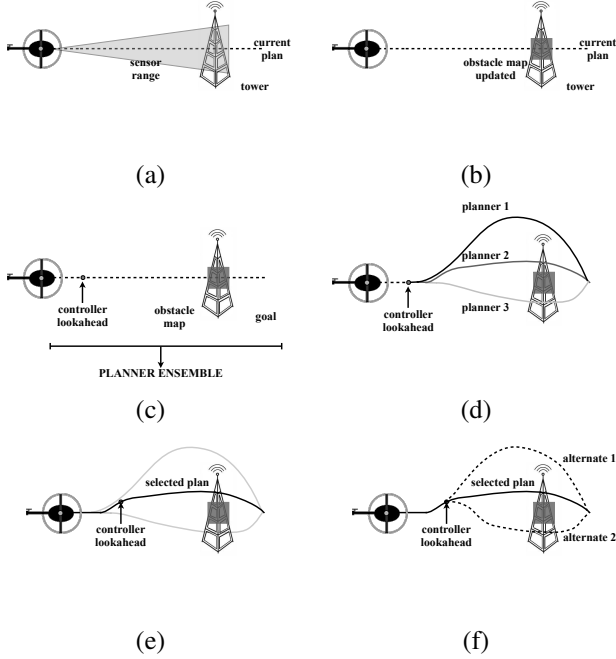 sensor
range
current
plan
tower
(a)
obstacle map
updated
current
plan
tower
(b)
controller
lookahead
obstacle
map
goal
PLANNER ENSEMBLE
(c)
planner 1
planner 2
planner 3
controller
lookahead
(d)
selected plan
controller
lookahead
(e)
selected plan
alternate 1
controller
lookahead
alternate 2
(f)